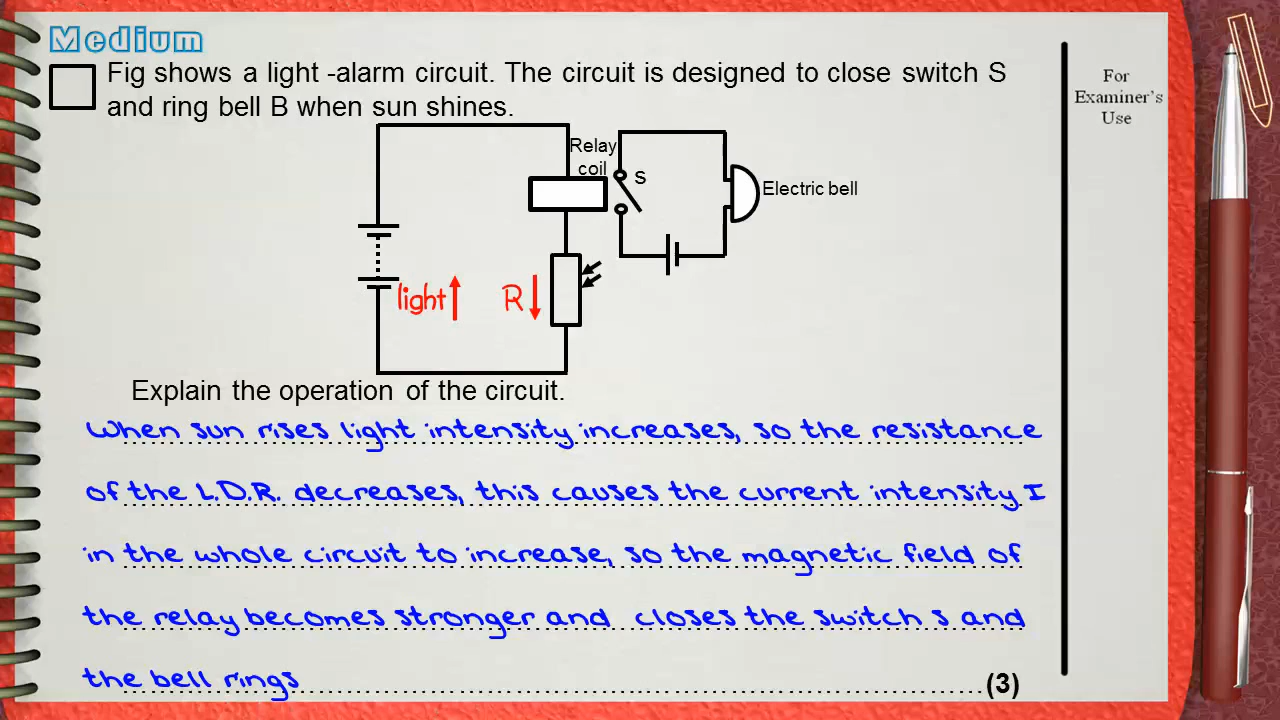 Medium
Fig shows a light -alarm circuit. The circuit is designed to close switch S
and ring bell B when sun shines.
For
Examiner's
Use
Relay
coil
S
Electric bell
light
R
Explain the operation of the circuit.
When sun rises light intensity increases, so the resistance
of the L.D.R. decreases, this causes the current intensity I
in the whole circuit to increase, so the magnetic field of
the relay becomes stronger and closes the switch s and
the bell rings
(3)